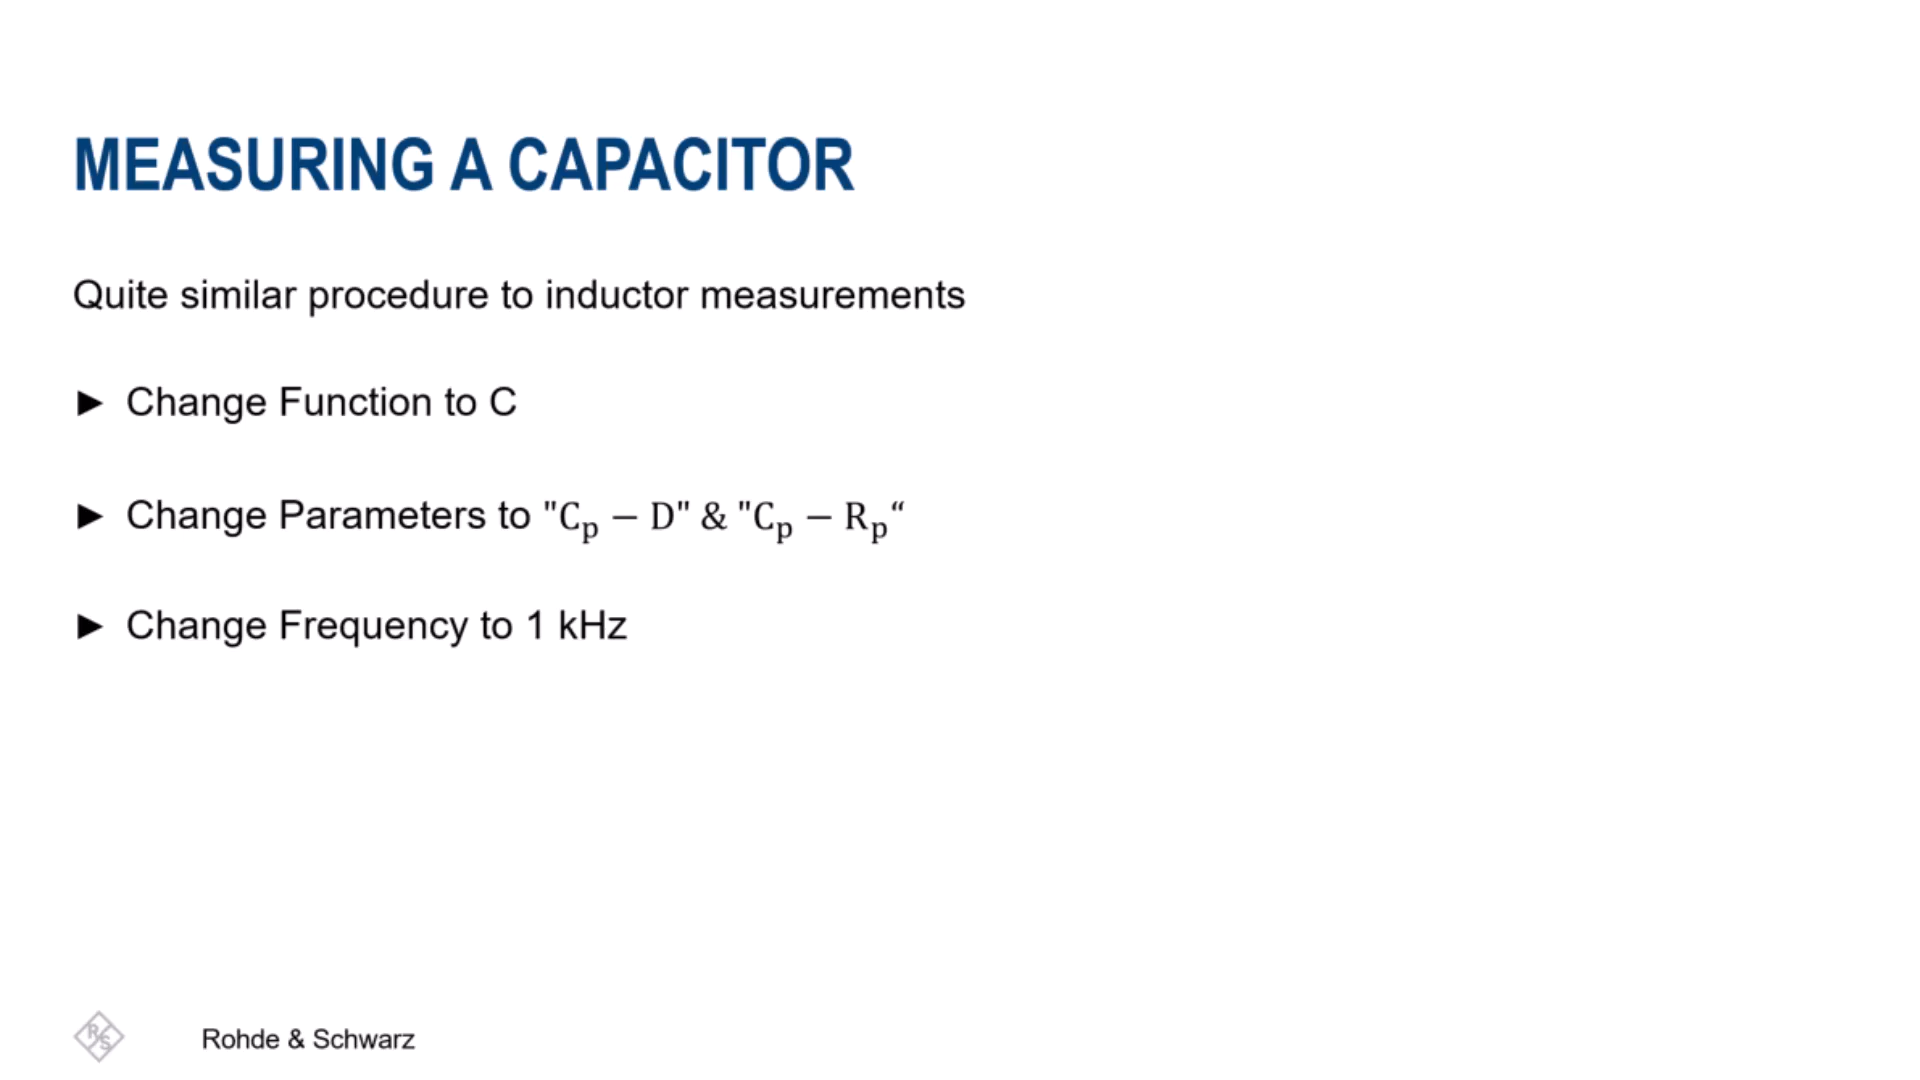 MEASURING A CAPACITOR
Quite similar procedure to inductor measurements
► Change Function to C
► Change Parameters to "Cₚ − D" & "Cₚ − Rₚ“
► Change Frequency to 1 kHz
R S
Rohde & Schwarz